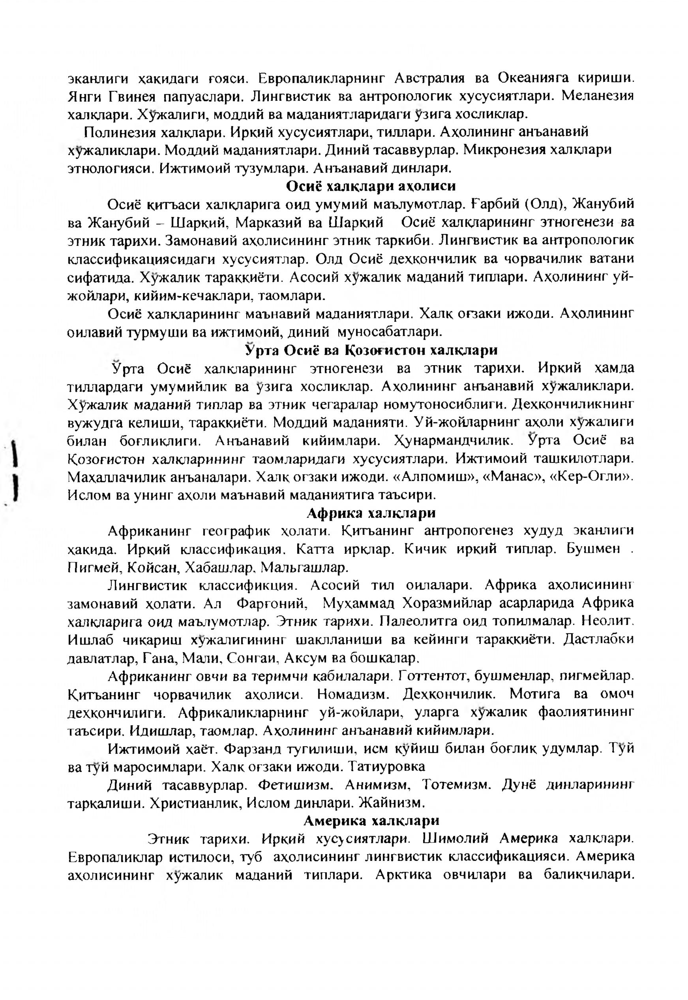 эканлиги ҳақидаги ғояси. Европаликларнинг Австралия ва Океанияга кириши.
Янги Гвинея папуаслари. Лингвистик ва антропологик хусусиятлари. Меланезия
халқлари. Хўжалиги, моддий ва маданиятларидаги ўзига хосликлар.
Полинезия халқлари. Ирқий хусусиятлари, тиллари. Аҳолининг анъанавий
хўжаликлари. Моддий маданиятлари. Диний тасаввурлар. Микронезия халқлари
этнологияси. Ижтимоий тузумлари. Анъанавий динлари.
Осиё халқлари аҳолиси
Осиё қитъаси халқларига оид умумий маълумотлар. Ғарбий (Олд), Жанубий
ва Жанубий – Шарқий, Марказий ва Шарқий Осиё халқларининг этногенези ва
этник тарихи. Замонавий аҳолисининг этник таркиби. Лингвистик ва антропологик
классификациясидаги хусусиятлар. Олд Осиё деҳқончилик ва чорвачилик ватани
сифатида. Хўжалик тараққиёти. Асосий хўжалик маданий типлари. Аҳолининг уй-
жойлари, кийим-кечаклари, таомлари.
Осиё халқларининг маънавий маданиятлари. Халқ оғзаки ижоди. Аҳолининг
оилавий турмуши ва ижтимоий, диний муносабатлари.
Ўрта Осиё ва Қозоғистон халқлари
Ўрта Осиё халқларининг этногенези ва этник тарихи. Ирқий ҳамда
тиллардаги умумийлик ва ўзига хосликлар. Аҳолининг анъанавий хўжаликлари.
Хўжалик маданий типлар ва этник чегаралар номутоносиблиги. Деҳқончиликнинг
вужудга келиши, тараққиёти. Моддий маданияти. Уй-жойларнинг аҳоли хўжалиги
билан боғлиқлиги. Анъанавий кийимлари. Ҳунармандчилик. Ўрта Осиё ва
Қозоғистон халқларининг таомларидаги хусусиятлари. Ижтимоий ташкилотлари.
Маҳаллачилик анъаналари. Халқ оғзаки ижоди. «Алпомиш», «Манас», «Кер-Огли».
Ислом ва унинг аҳоли маънавий маданиятига таъсири.
Африка халқлари
Африканинг географик ҳолати. Қитъанинг антропогенез худуд эканлиги
ҳақида. Ирқий классификация. Катта ирқлар. Кичик ирқий типлар. Бушмен .
Пигмей, Койсан, Хабашлар, Мальгашлар.
Лингвистик классификция. Асосий тил оилалари. Африка аҳолисининг
замонавий ҳолати. Ал Фарғоний, Муҳаммад Хоразмийлар асарларида Африка
халқларига оид маълумотлар. Этник тарихи. Палеолитга оид топилмалар. Неолит.
Ишлаб чиқариш хўжалигининг шаклланиши ва кейинги тараққиёти. Дастлабки
давлатлар, Гана, Мали, Сонгаи, Аксум ва бошқалар.
Африканинг овчи ва теримчи қабилалари. Готтентот, бушменлар, пигмейлар.
Қитъанинг чорвачилик аҳолиси. Номадизм. Деҳқончилик. Мотига ва омоч
деҳқончилиги. Африкаликларнинг уй-жойлари, уларга хўжалик фаолиятининг
таъсири. Идишлар, таомлар. Аҳолининг анъанавий кийимлари.
Ижтимоий ҳаёт. Фарзанд туғилиши, исм қўйиш билан боғлиқ удумлар. Тўй
ва тўй маросимлари. Халқ оғзаки ижоди. Татиуровка
Диний тасаввурлар. Фетишизм. Анимизм, Тотемизм. Дунё динларининг
тарқалиши. Христианлик, Ислом динлари. Жайнизм.
Америка халқлари
Этник тарихи. Ирқий хусусиятлари. Шимолий Америка халқлари.
Европаликлар истилоси, туб аҳолисининг лингвистик классификацияси. Америка
аҳолисининг хўжалик маданий типлари. Арктика овчилари ва балиқчилари.